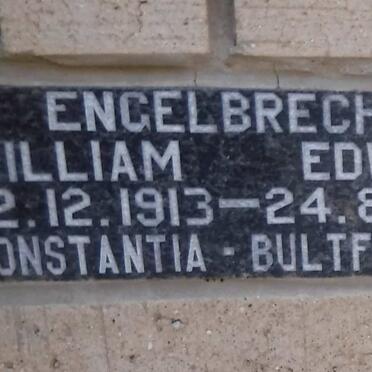 ENGELBRECH
ILLIAM EDW
2.12.1913—24.8
ONSTANTIA - BULTF